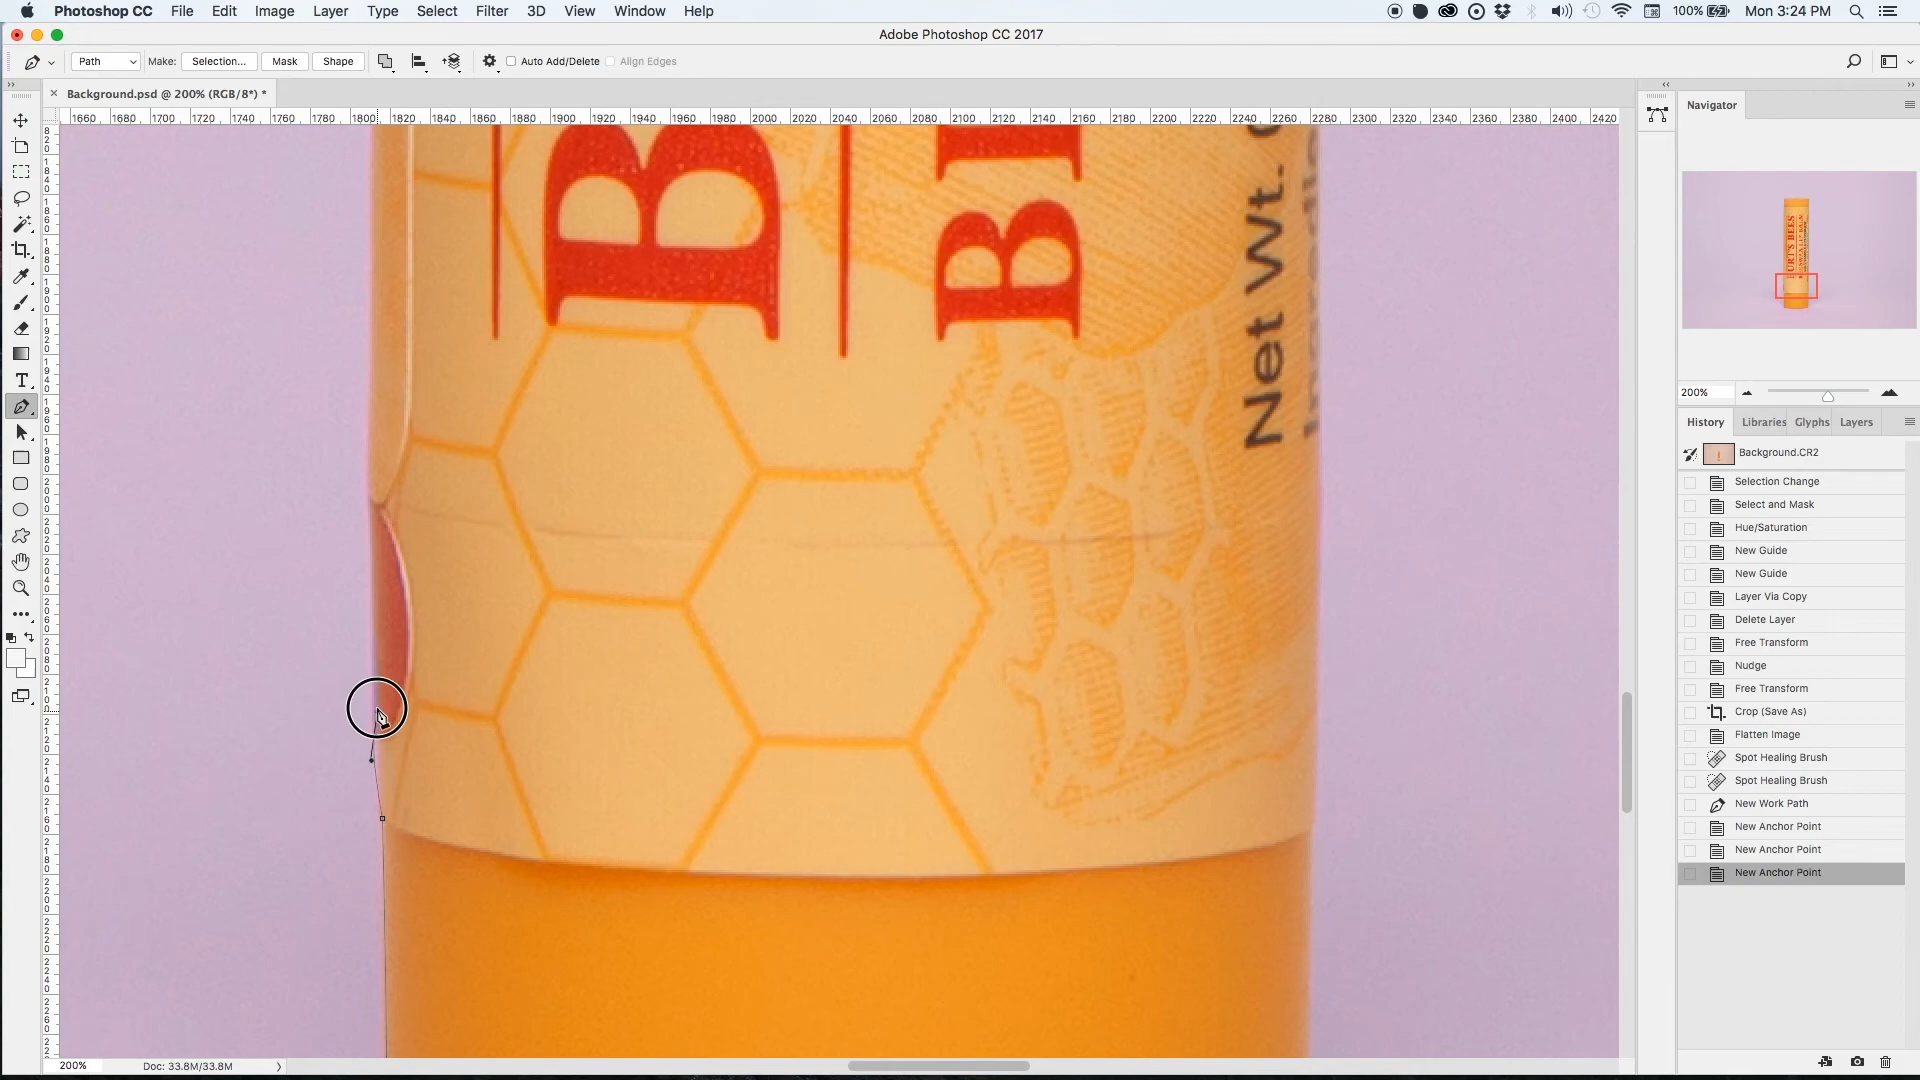 Photoshop CC File Edit Image Layer Type Select Filter 3D View Window Help 100% Mon 3:24 PM
Adobe Photoshop CC 2017
Path Make: Selection... Mask Shape Auto Add/Delete Align Edges
Background.psd @ 200% (RGB/8*) *
1660 1680 1700 1720 1740 1760 1780 1800 1820 1840 1860 1880 1900 1920 1940 1960 1980 2000 2020 2040 2060 2080 2100 2120 2140 2160 2180 2200 2220 2240 2260 2280 2300 2320 2340 2360 2380 2400 2420
Navigator
BURT'S BEES
200%
History Libraries Glyphs Layers
Background.CR2
Selection Change
Select and Mask
Hue/Saturation
New Guide
New Guide
Layer Via Copy
Delete Layer
Free Transform
Nudge
Free Transform
Crop (Save As)
Flatten Image
Spot Healing Brush
Spot Healing Brush
New Work Path
New Anchor Point
New Anchor Point
New Anchor Point
B
B
Net Wt.
200% Doc: 33.8M/33.8M